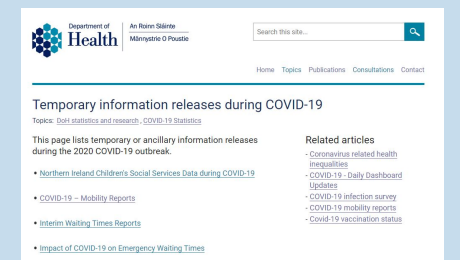 Department of
Health
An Roinn Sláinte
Männystrie O Poustie
Search this site...
Home Topics Publications Consultations Contact
Temporary information releases during COVID-19
Topics: DoH statistics and research , COVID-19 Statistics
This page lists temporary or ancillary information releases
during the 2020 COVID-19 outbreak.
• Northern Ireland Children's Social Services Data during COVID-19
• COVID-19 – Mobility Reports
• Interim Waiting Times Reports
• Impact of COVID-19 on Emergency Waiting Times
Related articles
- Coronavirus related health
inequalities
- COVID-19 - Daily Dashboard
Updates
- COVID-19 infection survey
- COVID-19 mobility reports
- Covid-19 vaccination status